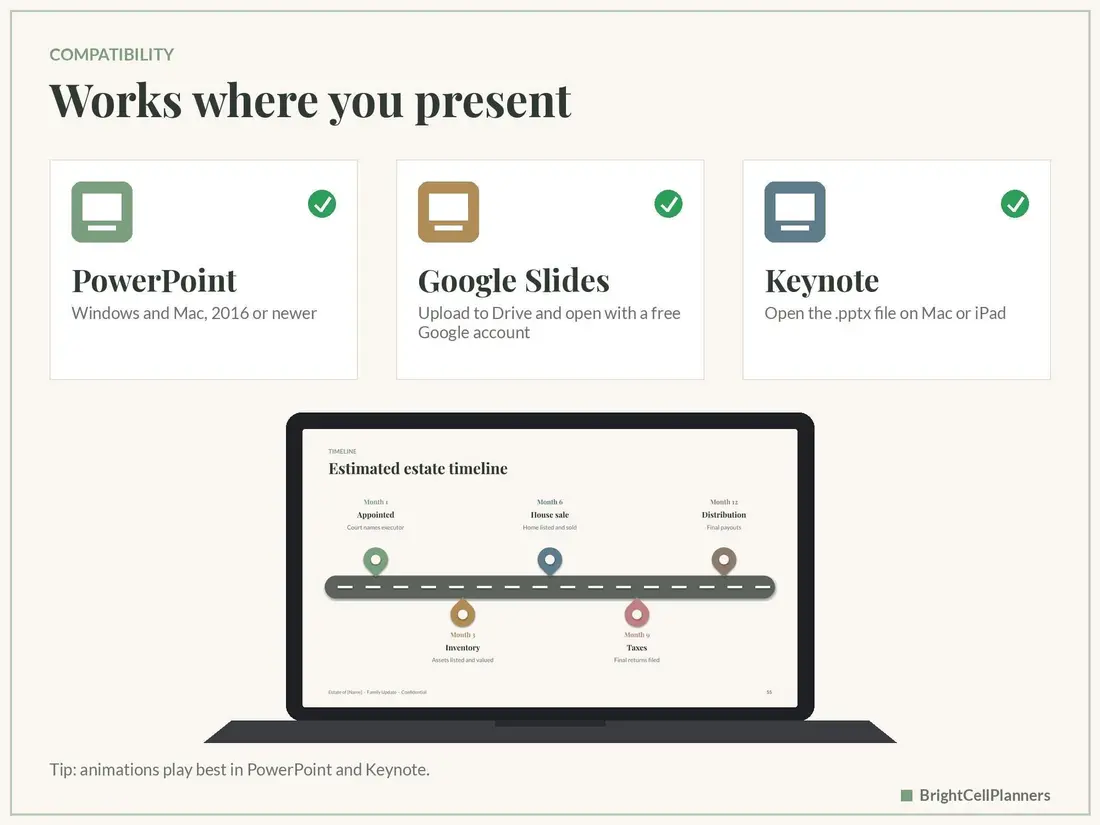 COMPATIBILITY
Works where you present
PowerPoint
Windows and Mac, 2016 or newer
Google Slides
Upload to Drive and open with a free
Google account
Keynote
Open the .pptx file on Mac or iPad
TIMELINE
Estimated estate timeline
Month 1
Appointed
Court names executor
Month 6
House sale
Home listed and sold
Month 12
Distribution
Final payouts
Month 3
Inventory
Assets listed and valued
Month 9
Taxes
Final returns filed
Estate of [Name] · Family Update · Confidential
55
Tip: animations play best in PowerPoint and Keynote.
BrightCellPlanners